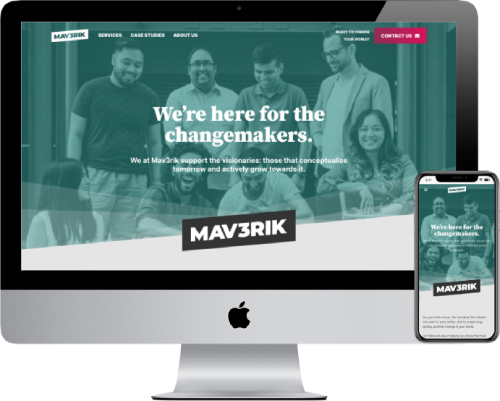 MAV3RIK
SERVICES CASE STUDIES ABOUT US
READY TO CHANGE
YOUR WORLD?
CONTACT US
We're here for the
changemakers.
We at Mav3rik support the visionaries: those that conceptualise
tomorrow and actively grow towards it.
MAV3RIK
MAV3RIK
We're here for the
changemakers.
MAV3RIK